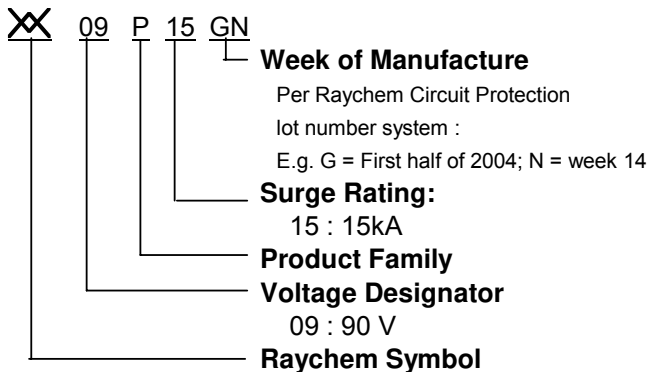 09 P 15 GN
Week of Manufacture
Per Raychem Circuit Protection
lot number system :
E.g. G = First half of 2004; N = week 14
Surge Rating:
15 : 15kA
Product Family
Voltage Designator
09 : 90 V
Raychem Symbol